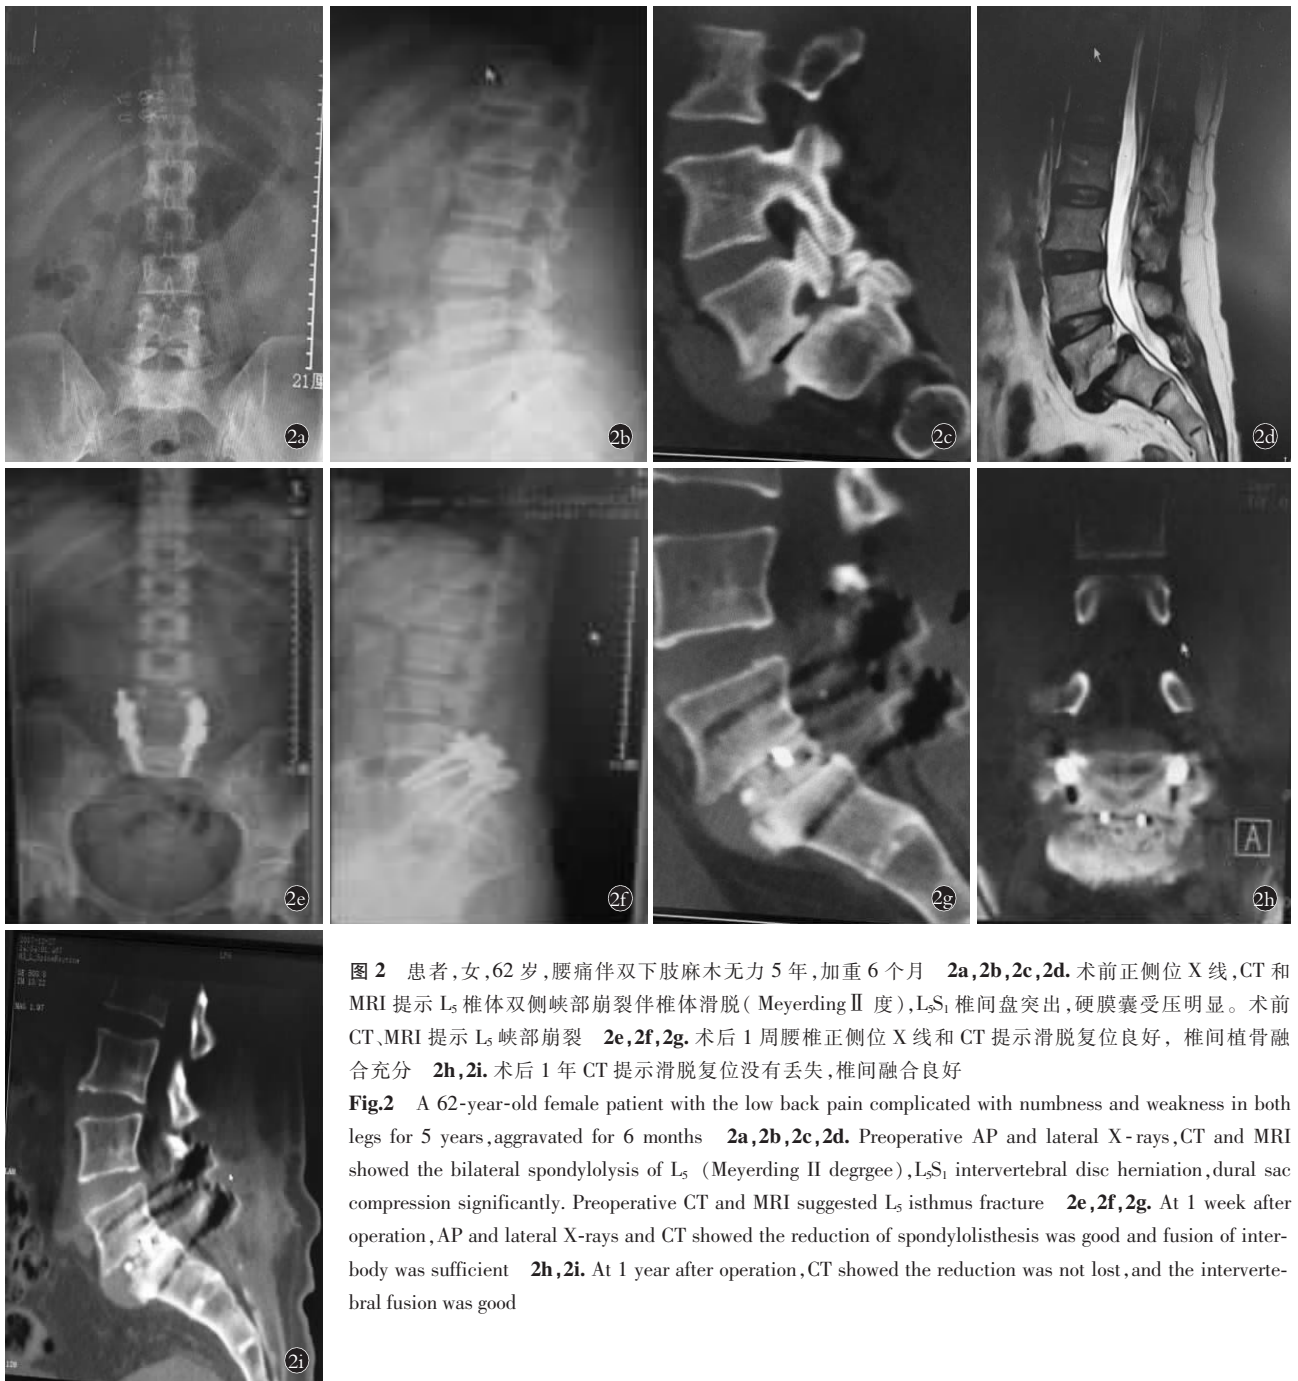 21厘
2a
2b
2c
2d
2e
2f
2g
A
2h
2i
图 2 患者,女,62 岁,腰痛伴双下肢麻木无力 5 年,加重 6 个月 2a,2b,2c,2d. 术前正侧位 X 线,CT 和
MRI 提示 L₅ 椎体双侧峡部崩裂伴椎体滑脱( Meyerding Ⅱ 度),L₅S₁ 椎间盘突出,硬膜囊受压明显。术前
CT、MRI 提示 L₅ 峡部崩裂 2e,2f,2g. 术后 1 周腰椎正侧位 X 线和 CT 提示滑脱复位良好, 椎间植骨融
合充分 2h,2i. 术后 1 年 CT 提示滑脱复位没有丢失,椎间融合良好
Fig.2 A 62-year-old female patient with the low back pain complicated with numbness and weakness in both
legs for 5 years,aggravated for 6 months 2a,2b,2c,2d. Preoperative AP and lateral X-rays,CT and MRI
showed the bilateral spondylolysis of L₅ (Meyerding II degrgee),L₅S₁ intervertebral disc herniation,dural sac
compression significantly. Preoperative CT and MRI suggested L₅ isthmus fracture 2e,2f,2g. At 1 week after
operation,AP and lateral X-rays and CT showed the reduction of spondylolisthesis was good and fusion of inter-
body was sufficient 2h,2i. At 1 year after operation,CT showed the reduction was not lost,and the interverte-
bral fusion was good